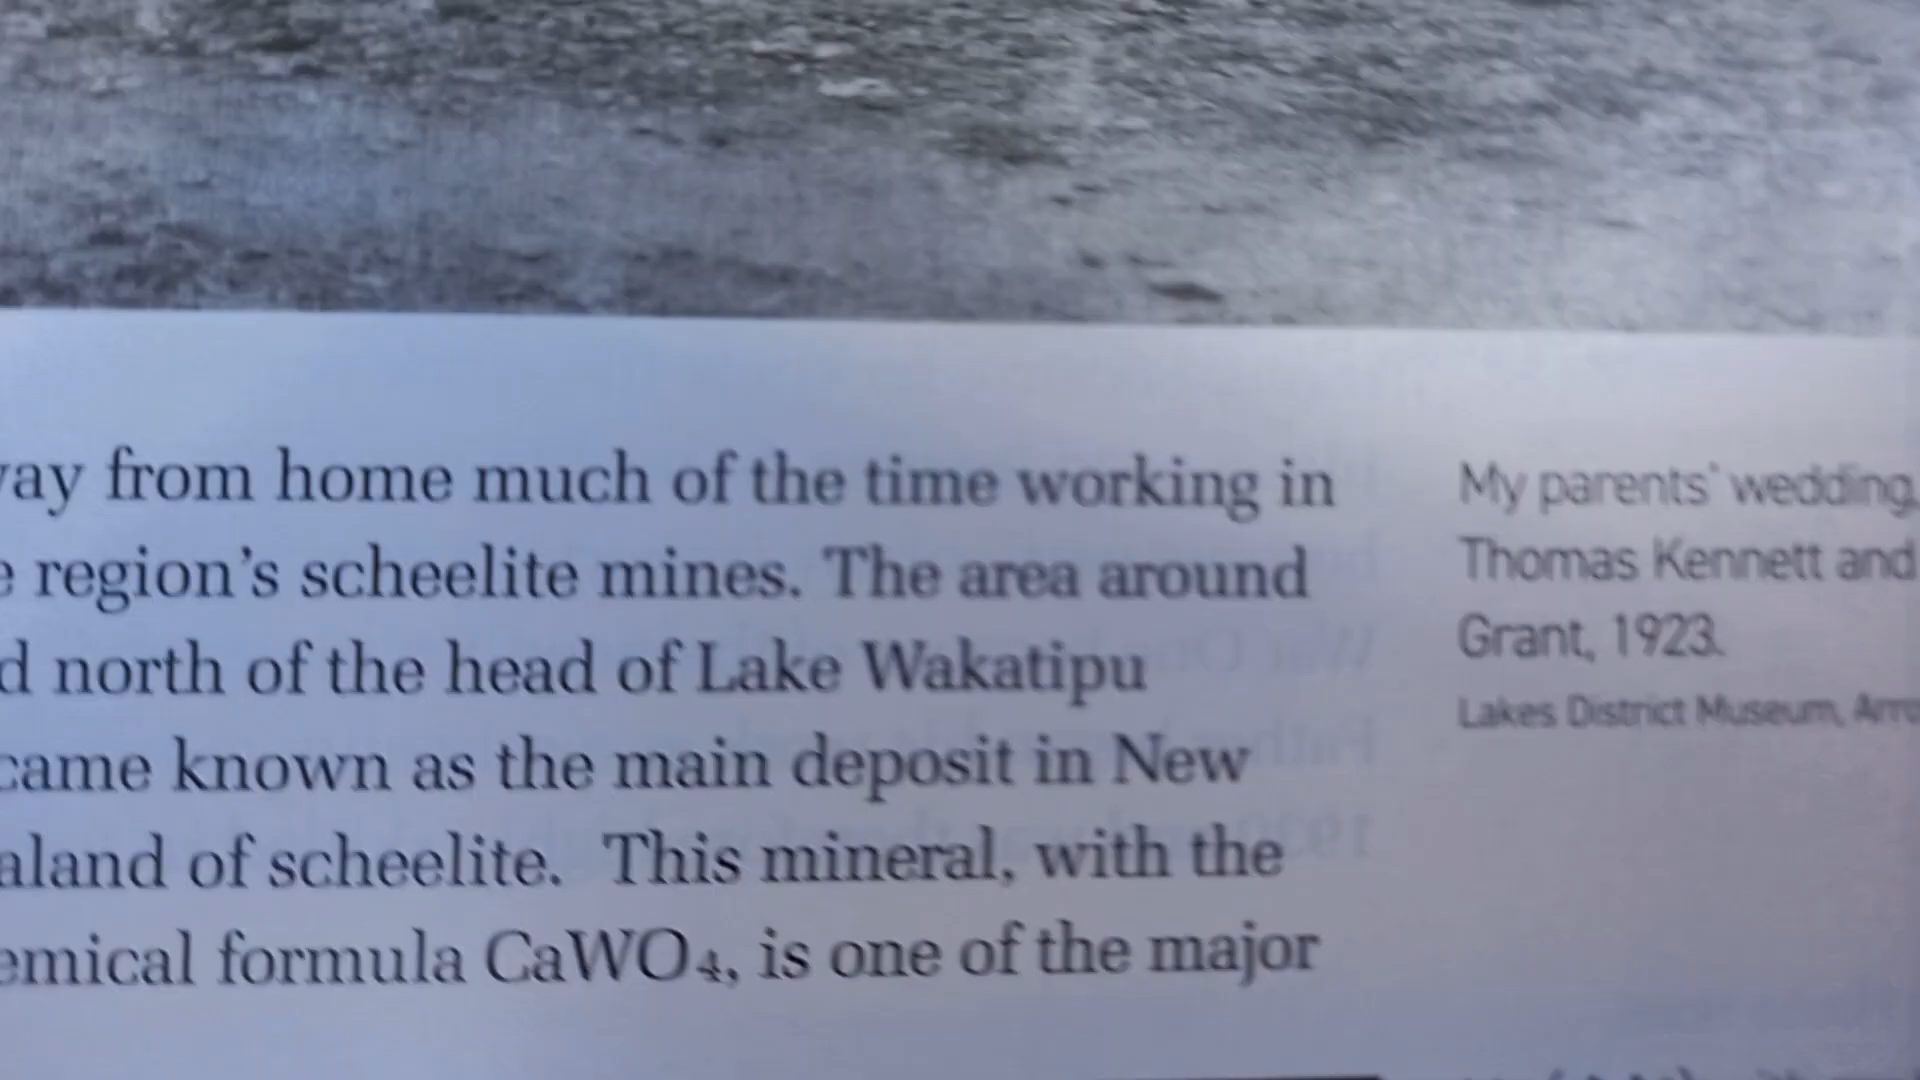 way from home much of the time working in
e region's scheelite mines. The area around
d north of the head of Lake Wakatipu
came known as the main deposit in New
aland of scheelite. This mineral, with the
emical formula CaWO₄, is one of the major
My parents' wedding,
Thomas Kennett and
Grant, 1923.
Lakes District Museum, Arro